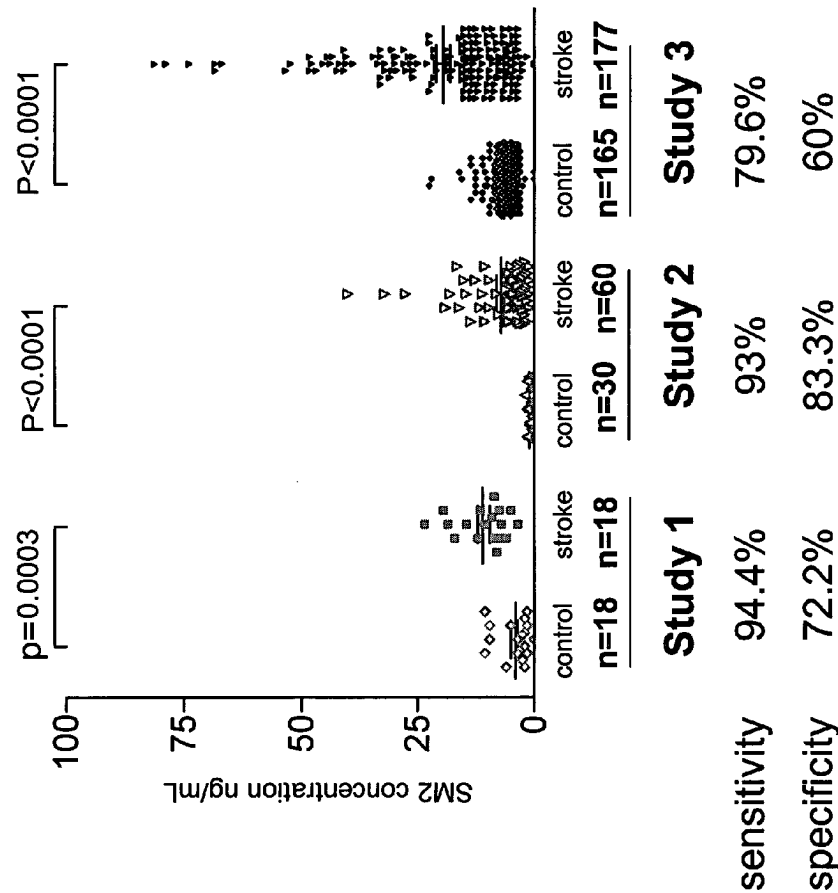 p=0.0003 P<0.0001 P<0.0001
100
75
50
25
0
SM2 concentration ng/mL
control stroke control stroke control stroke
n=18 n=18 n=30 n=60 n=165 n=177
Study 1 Study 2 Study 3
sensitivity 94.4% 93% 79.6%
specificity 72.2% 83.3% 60%